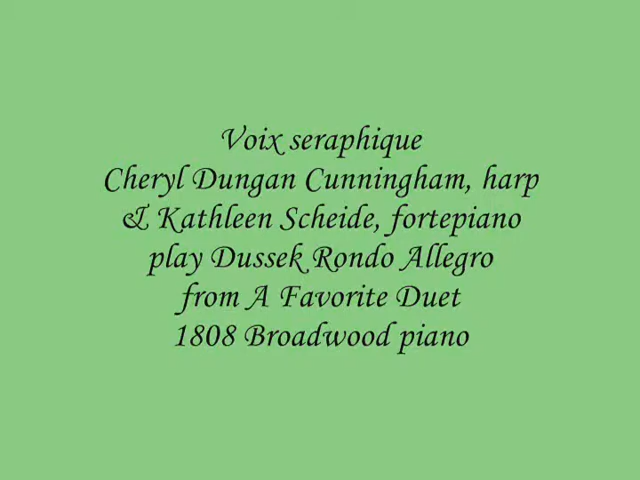 Voix seraphique
Cheryl Dungan Cunningham, harp
& Kathleen Scheide, fortepiano
play Dussek Rondo Allegro
from A Favorite Duet
1808 Broadwood piano